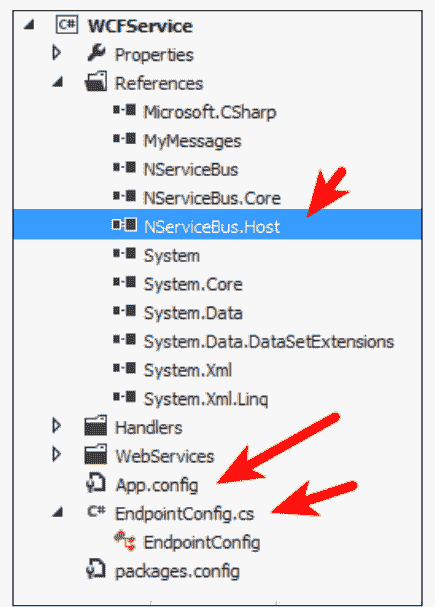 C# WCFService
Properties
References
Microsoft.CSharp
MyMessages
NServiceBus
NServiceBus.Core
NServiceBus.Host
System
System.Core
System.Data
System.Data.DataSetExtensions
System.Xml
System.Xml.Linq
Handlers
WebServices
App.config
C# EndpointConfig.cs
EndpointConfig
packages.config